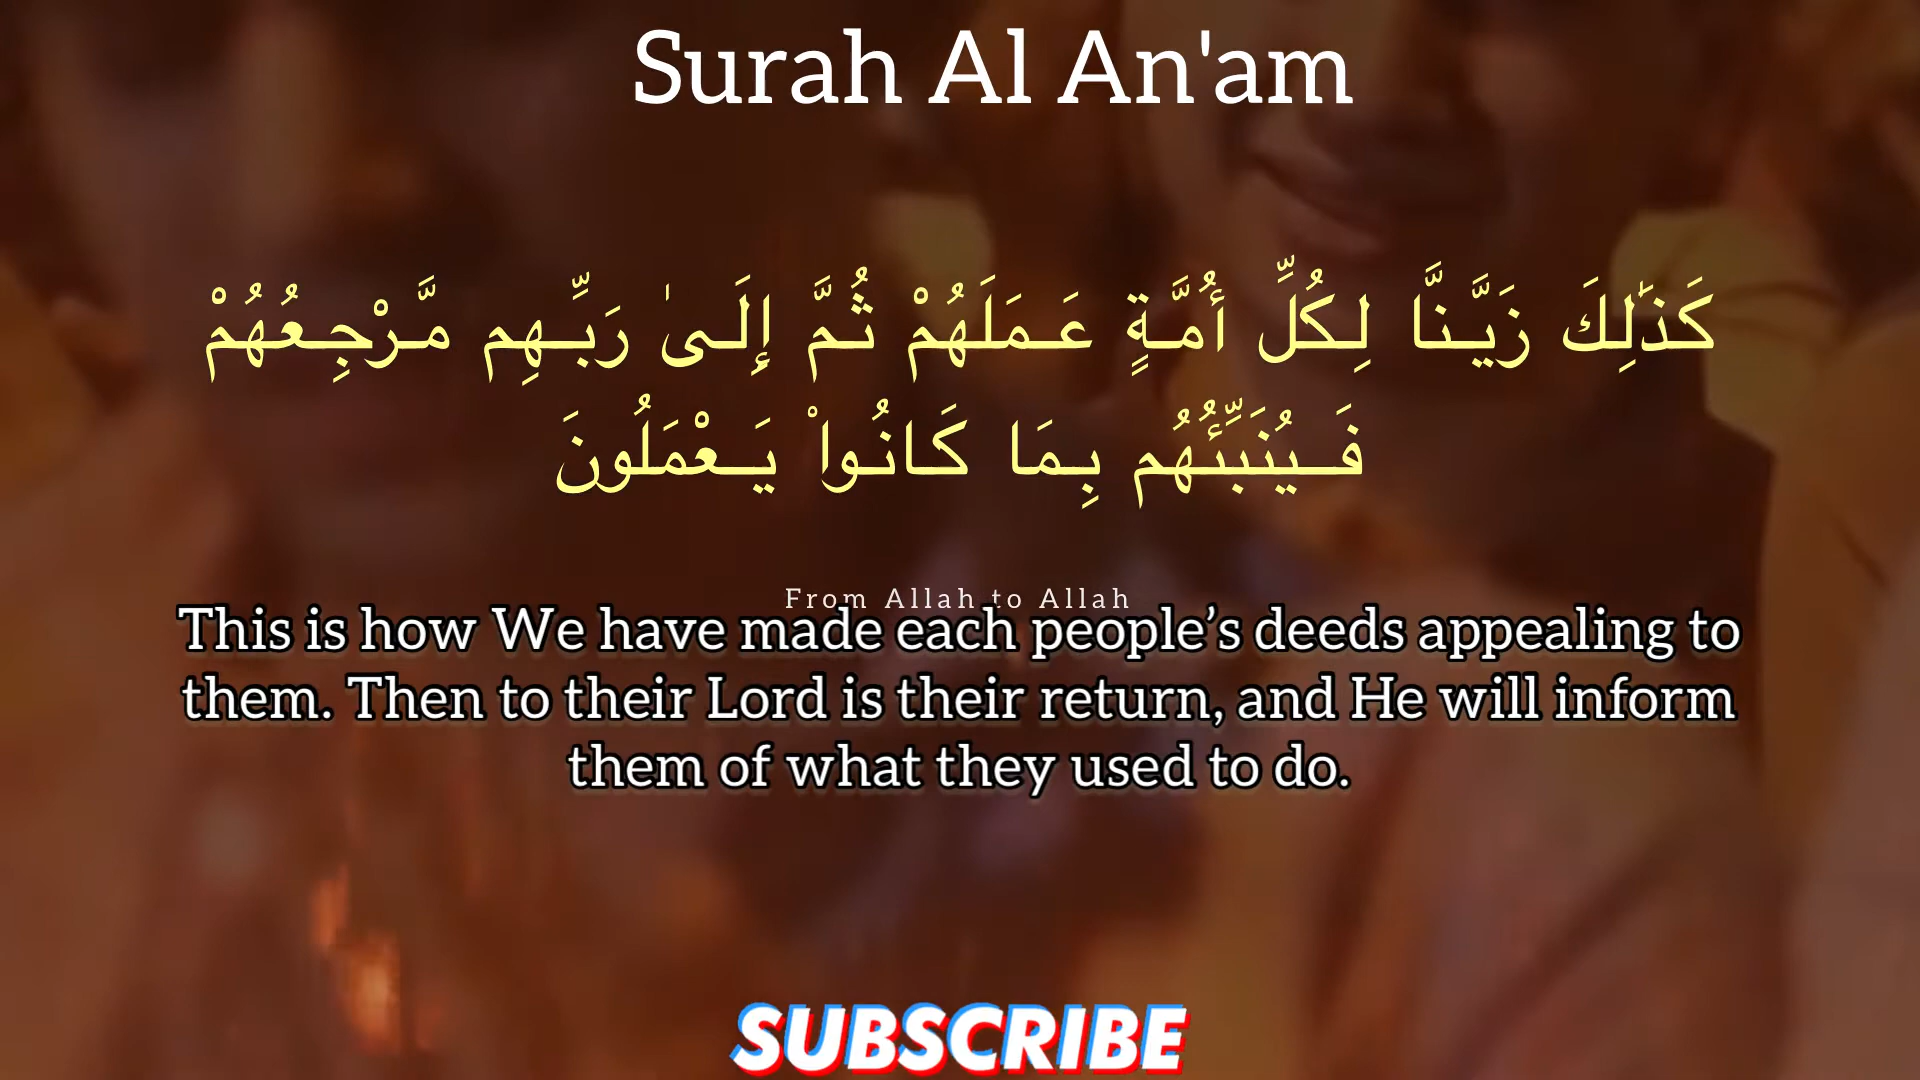 Surah Al An'am
كَذَٰلِكَ زَيَّنَّا لِكُلِّ أُمَّةٍ عَمَلَهُمْ ثُمَّ إِلَىٰ رَبِّهِم مَّرْجِعُهُمْ
فَيُنَبِّئُهُم بِمَا كَانُوا۟ يَعْمَلُونَ
From Allah to Allah
This is how We have made each people’s deeds appealing to
them. Then to their Lord is their return, and He will inform
them of what they used to do.
SUBSCRIBE